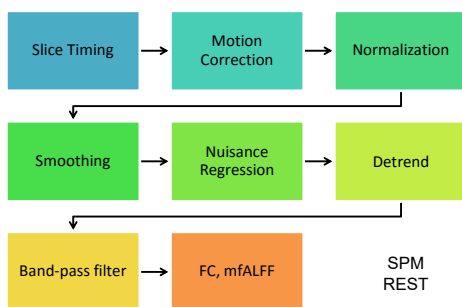 Slice Timing
Motion
Correction
Normalization
Smoothing
Nuisance
Regression
Detrend
Band-pass filter
FC, mfALFF
SPM
REST